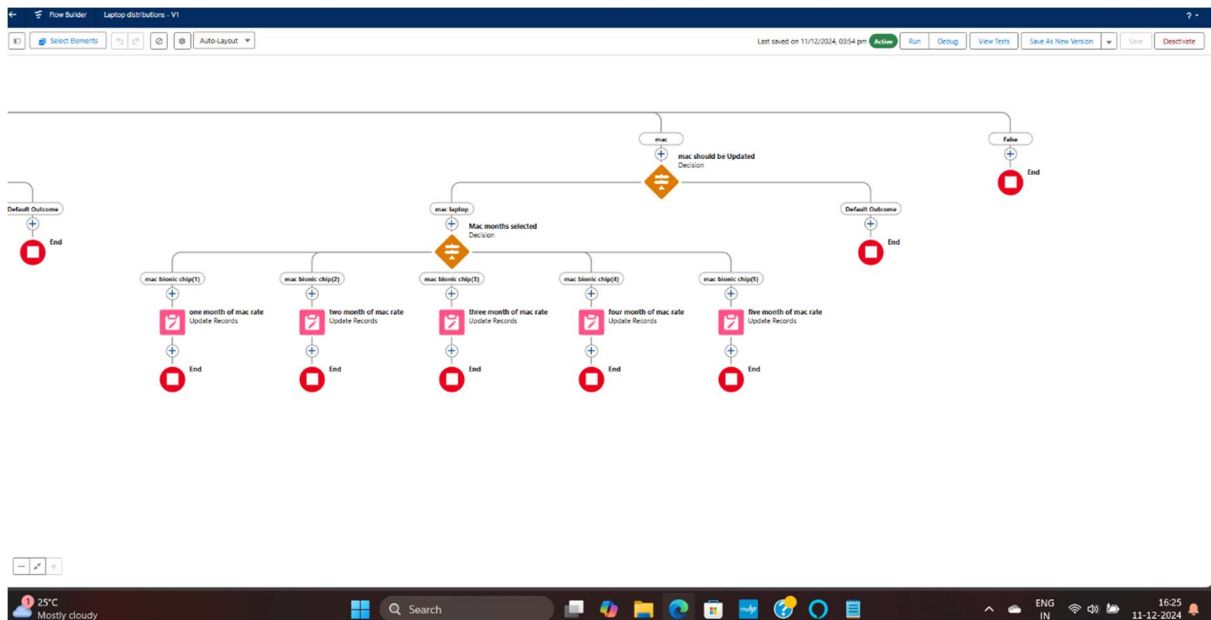 Flow Builder Laptop distributions - V1 ?
Select Elements Auto-Layout Last saved on 11/12/2024, 03:54 pm Active Run Debug View Tests Save As New Version Save Deactivate
mac False
mac should be Updated
Decision
End
Default Outcome mac laptop Default Outcome
Mac months selected
Decision
End End
mac bionic chip(1) mac bionic chip(2) mac bionic chip(3) mac bionic chip(4) mac bionic chip(5)
one month of mac rate two month of mac rate three month of mac rate four month of mac rate five month of mac rate
Update Records Update Records Update Records Update Records Update Records
End End End End End
1 25°C
Mostly cloudy
Search
ENG
IN
16:25
11-12-2024